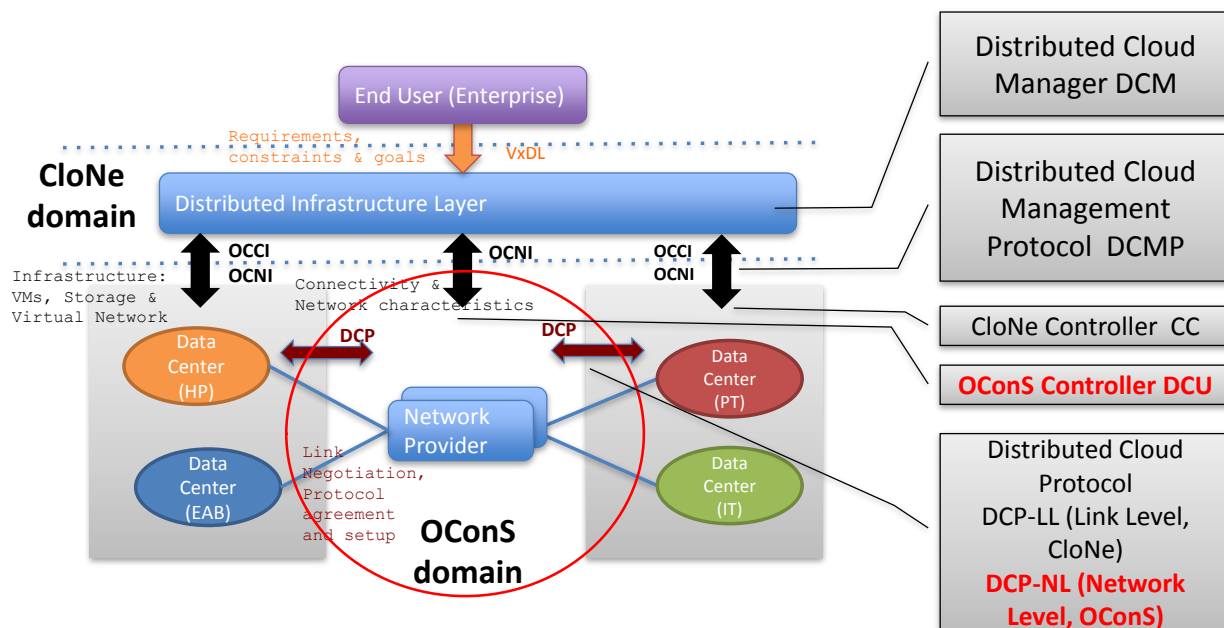 End User (Enterprise)
Requirements,
constraints & goals
VxDL
CloNe
domain
Distributed Infrastructure Layer
OCCI
OCNI
OCNI
OCCI
OCNI
Infrastructure:
VMs, Storage &
Virtual Network
Connectivity &
Network characteristics
DCP
DCP
Data
Center
(HP)
Data
Center
(PT)
Network
Provider
Data
Center
(EAB)
Data
Center
(IT)
Link
Negotiation,
Protocol
agreement
and setup
OConS
domain
Distributed Cloud
Manager DCM
Distributed Cloud
Management
Protocol DCMP
CloNe Controller CC
OConS Controller DCU
Distributed Cloud
Protocol
DCP-LL (Link Level,
CloNe)
DCP-NL (Network
Level, OConS)